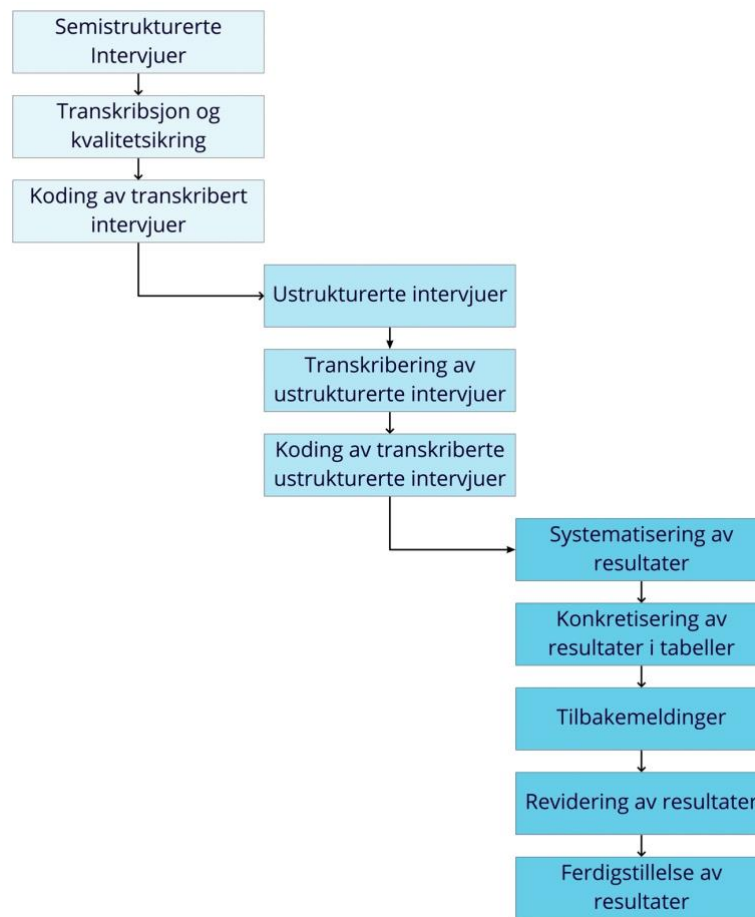 Semistrukturerte
Intervjuer
Transkribsjon og
kvalitetsikring
Koding av transkribert
intervjuer
Ustrukturerte intervjuer
Transkribering av
ustrukturerte intervjuer
Koding av transkriberte
ustrukturerte intervjuer
Systematisering av
resultater
Konkretisering av
resultater i tabeller
Tilbakemeldinger
Revidering av resultater
Ferdigstillelse av
resultater